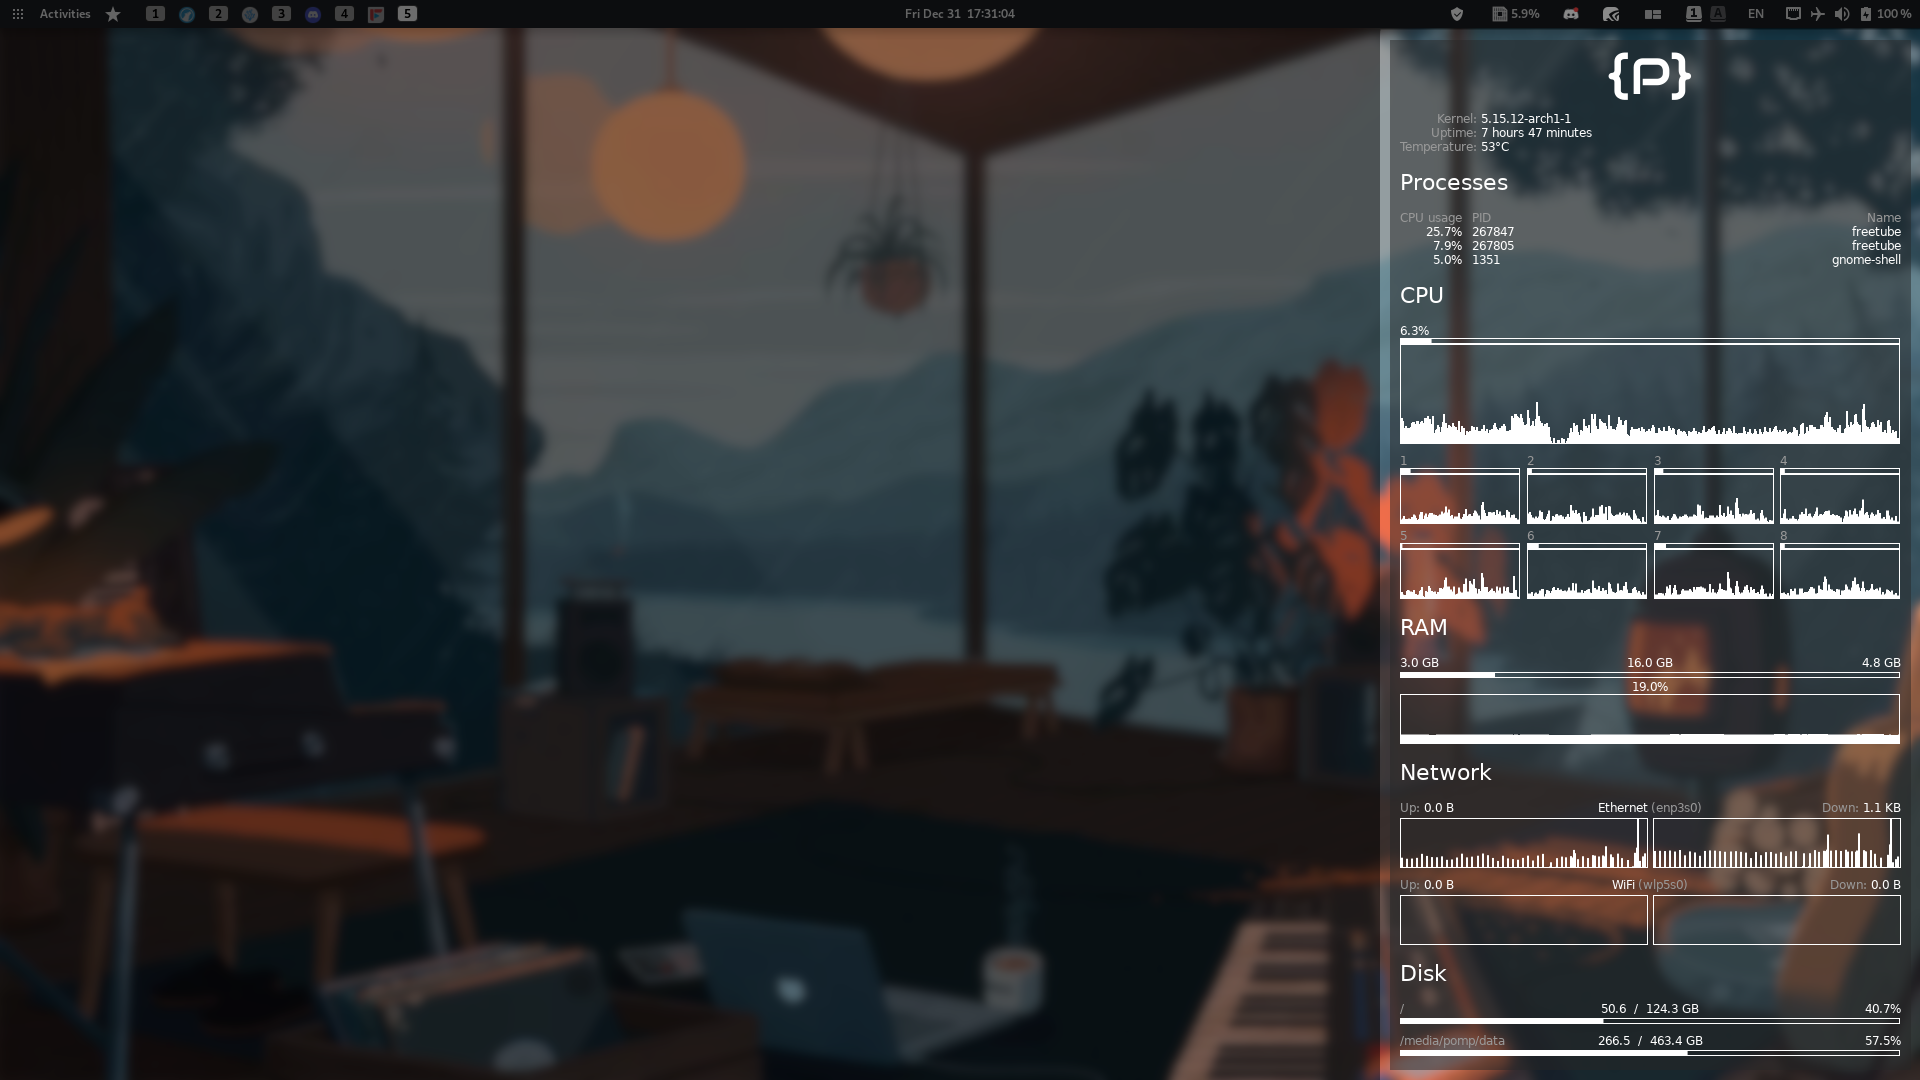 Activities 1 2 3 4 5 Fri Dec 31 17:31:04 5.9% 1 A EN 100 %
{P}
Kernel: 5.15.12-arch1-1
Uptime: 7 hours 47 minutes
Temperature: 53°C
Processes
CPU usage PID Name
25.7% 267847 freetube
7.9% 267805 freetube
5.0% 1351 gnome-shell
CPU
6.3%
1 2 3 4
5 6 7 8
RAM
3.0 GB 16.0 GB 4.8 GB
19.0%
Network
Up: 0.0 B Ethernet (enp3s0) Down: 1.1 KB
Up: 0.0 B WiFi (wlp5s0) Down: 0.0 B
Disk
/ 50.6 / 124.3 GB 40.7%
/media/pomp/data 266.5 / 463.4 GB 57.5%